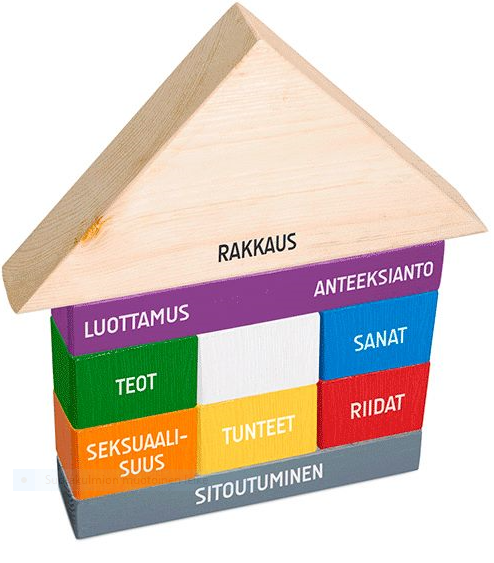 RAKKAUS
LUOTTAMUS
ANTEEKSIANTO
TEOT
SANAT
SEKSUAALI-
SUUS
TUNTEET
RIIDAT
SITOUTUMINEN